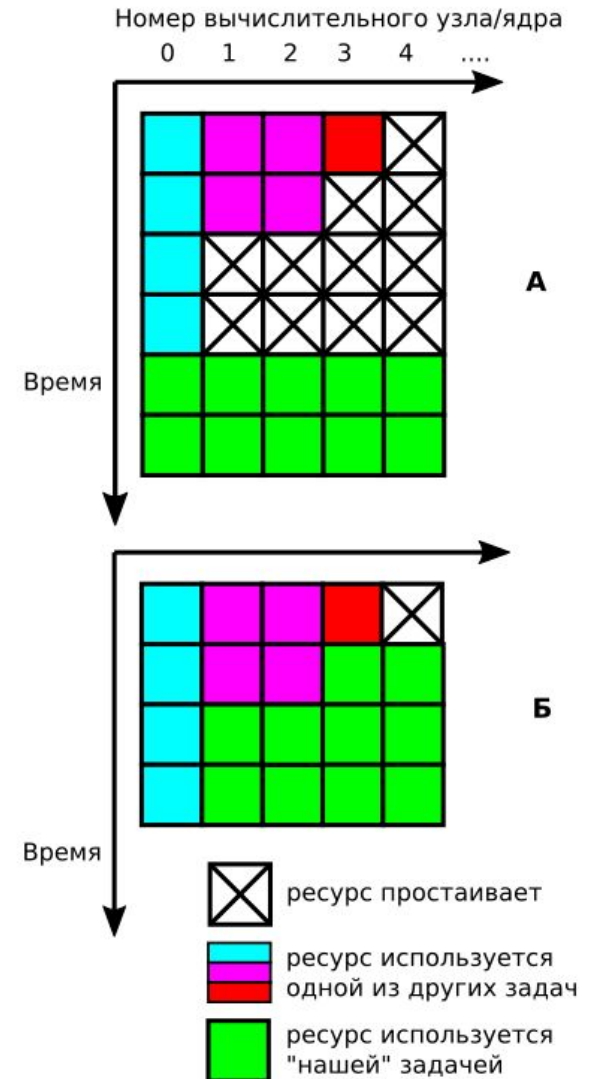 Номер вычислительного узла/ядра
0 1 2 3 4 ....
А
Время
Б
Время
ресурс простаивает
ресурс используется
одной из других задач
ресурс используется
"нашей" задачей